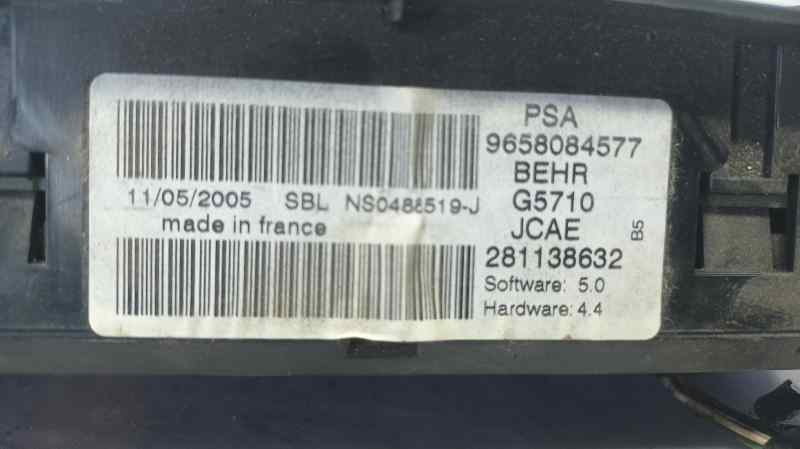 11/05/2005 SBL NS0488519-J
made in france
PSA
9658084577
BEHR
G5710
JCAE
281138632
Software: 5.0
Hardware: 4.4
B5